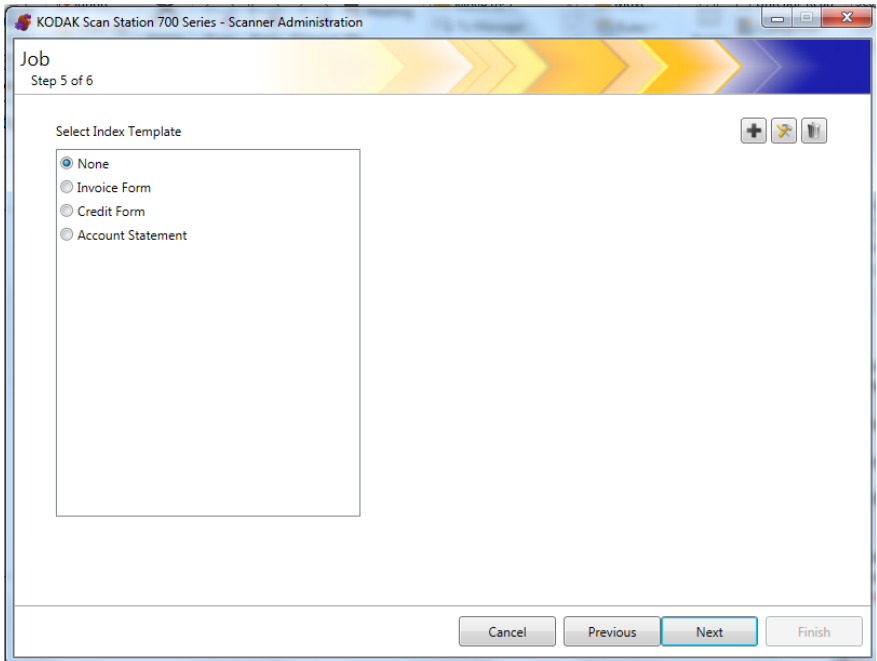 KODAK Scan Station 700 Series - Scanner Administration
Job
Step 5 of 6
Select Index Template
None
Invoice Form
Credit Form
Account Statement
Cancel
Previous
Next
Finish